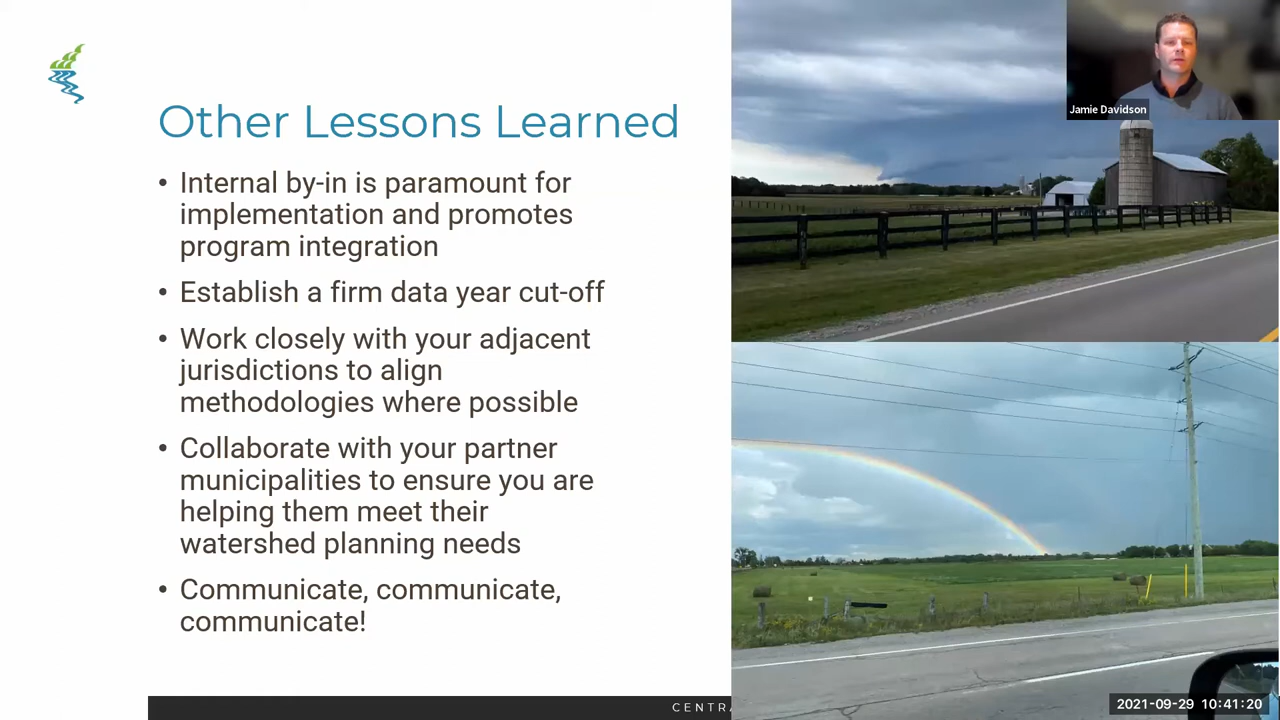 Other Lessons Learned
• Internal by-in is paramount for
implementation and promotes
program integration
• Establish a firm data year cut-off
• Work closely with your adjacent
jurisdictions to align
methodologies where possible
• Collaborate with your partner
municipalities to ensure you are
helping them meet their
watershed planning needs
• Communicate, communicate,
communicate!
CENTRA
Jamie Davidson
2021-09-29 10:41:20